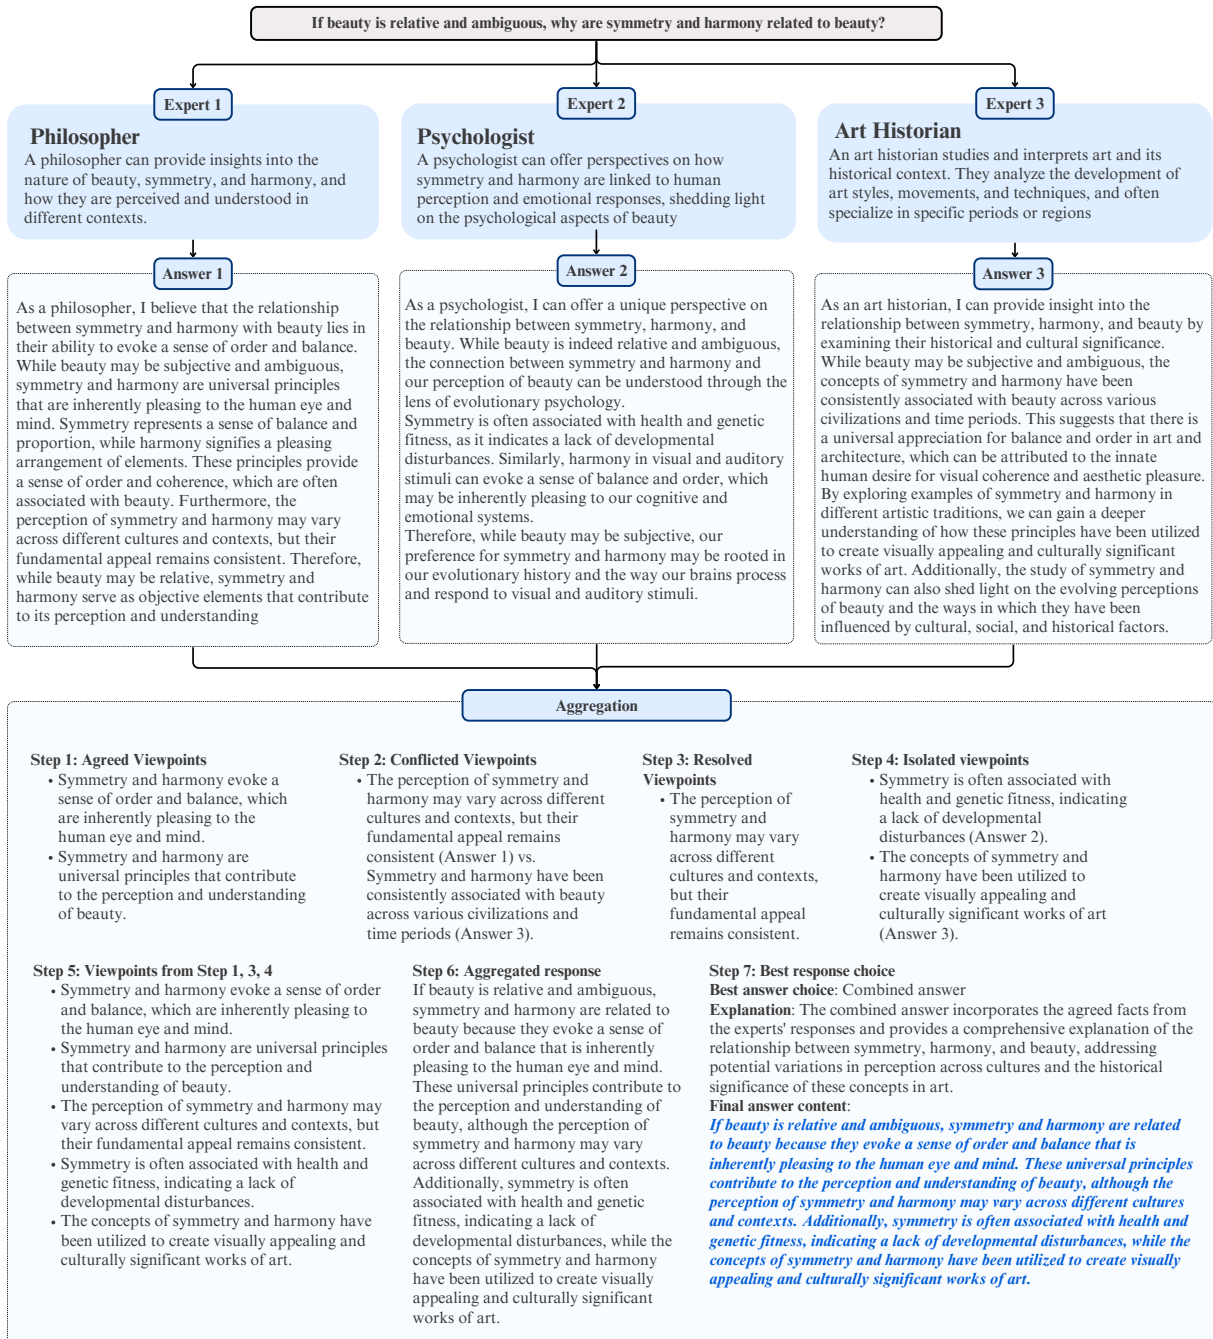 If beauty is relative and ambiguous, why are symmetry and harmony related to beauty?
Expert 1
Philosopher
A philosopher can provide insights into the
nature of beauty, symmetry, and harmony, and
how they are perceived and understood in
different contexts.
Expert 2
Psychologist
A psychologist can offer perspectives on how
symmetry and harmony are linked to human
perception and emotional responses, shedding light
on the psychological aspects of beauty
Expert 3
Art Historian
An art historian studies and interprets art and its
historical context. They analyze the development of
art styles, movements, and techniques, and often
specialize in specific periods or regions
Answer 1
As a philosopher, I believe that the relationship
between symmetry and harmony with beauty lies in
their ability to evoke a sense of order and balance.
While beauty may be subjective and ambiguous,
symmetry and harmony are universal principles
that are inherently pleasing to the human eye and
mind. Symmetry represents a sense of balance and
proportion, while harmony signifies a pleasing
arrangement of elements. These principles provide
a sense of order and coherence, which are often
associated with beauty. Furthermore, the
perception of symmetry and harmony may vary
across different cultures and contexts, but their
fundamental appeal remains consistent. Therefore,
while beauty may be relative, symmetry and
harmony serve as objective elements that contribute
to its perception and understanding
Answer 2
As a psychologist, I can offer a unique perspective on
the relationship between symmetry, harmony, and
beauty. While beauty is indeed relative and ambiguous,
the connection between symmetry and harmony and
our perception of beauty can be understood through the
lens of evolutionary psychology.
Symmetry is often associated with health and genetic
fitness, as it indicates a lack of developmental
disturbances. Similarly, harmony in visual and auditory
stimuli can evoke a sense of balance and order, which
may be inherently pleasing to our cognitive and
emotional systems.
Therefore, while beauty may be subjective, our
preference for symmetry and harmony may be rooted in
our evolutionary history and the way our brains process
and respond to visual and auditory stimuli.
Answer 3
As an art historian, I can provide insight into the
relationship between symmetry, harmony, and beauty by
examining their historical and cultural significance.
While beauty may be subjective and ambiguous, the
concepts of symmetry and harmony have been
consistently associated with beauty across various
civilizations and time periods. This suggests that there is
a universal appreciation for balance and order in art and
architecture, which can be attributed to the innate
human desire for visual coherence and aesthetic pleasure.
By exploring examples of symmetry and harmony in
different artistic traditions, we can gain a deeper
understanding of how these principles have been utilized
to create visually appealing and culturally significant
works of art. Additionally, the study of symmetry and
harmony can also shed light on the evolving perceptions
of beauty and the ways in which they have been
influenced by cultural, social, and historical factors.
Aggregation
Step 1: Agreed Viewpoints
• Symmetry and harmony evoke a
sense of order and balance, which
are inherently pleasing to the
human eye and mind.
• Symmetry and harmony are
universal principles that contribute
to the perception and understanding
of beauty.
Step 2: Conflicted Viewpoints
• The perception of symmetry and
harmony may vary across different
cultures and contexts, but their
fundamental appeal remains
consistent (Answer 1) vs.
Symmetry and harmony have been
consistently associated with beauty
across various civilizations and
time periods (Answer 3).
Step 3: Resolved
Viewpoints
• The perception of
symmetry and
harmony may vary
across different
cultures and contexts,
but their
fundamental appeal
remains consistent.
Step 4: Isolated viewpoints
• Symmetry is often associated with
health and genetic fitness, indicating
a lack of developmental
disturbances (Answer 2).
• The concepts of symmetry and
harmony have been utilized to
create visually appealing and
culturally significant works of art
(Answer 3).
Step 5: Viewpoints from Step 1, 3, 4
• Symmetry and harmony evoke a sense of order
and balance, which are inherently pleasing to
the human eye and mind.
• Symmetry and harmony are universal principles
that contribute to the perception and
understanding of beauty.
• The perception of symmetry and harmony may
vary across different cultures and contexts, but
their fundamental appeal remains consistent.
• Symmetry is often associated with health and
genetic fitness, indicating a lack of
developmental disturbances.
• The concepts of symmetry and harmony have
been utilized to create visually appealing and
culturally significant works of art.
Step 6: Aggregated response
If beauty is relative and ambiguous,
symmetry and harmony are related to
beauty because they evoke a sense of
order and balance that is inherently
pleasing to the human eye and mind.
These universal principles contribute to
the perception and understanding of
beauty, although the perception of
symmetry and harmony may vary
across different cultures and contexts.
Additionally, symmetry is often
associated with health and genetic
fitness, indicating a lack of
developmental disturbances, while the
concepts of symmetry and harmony
have been utilized to create visually
appealing and culturally significant
works of art.
Step 7: Best response choice
Best answer choice: Combined answer
Explanation: The combined answer incorporates the agreed facts from
the experts' responses and provides a comprehensive explanation of the
relationship between symmetry, harmony, and beauty, addressing
potential variations in perception across cultures and the historical
significance of these concepts in art.
Final answer content:
If beauty is relative and ambiguous, symmetry and harmony are related
to beauty because they evoke a sense of order and balance that is
inherently pleasing to the human eye and mind. These universal principles
contribute to the perception and understanding of beauty, although the
perception of symmetry and harmony may vary across different cultures
and contexts. Additionally, symmetry is often associated with health and
genetic fitness, indicating a lack of developmental disturbances, while the
concepts of symmetry and harmony have been utilized to create visually
appealing and culturally significant works of art.